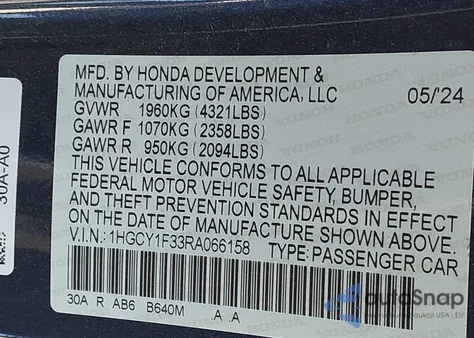 MFD. BY HONDA DEVELOPMENT &
MANUFACTURING OF AMERICA, LLC 05/'24
GVWR 1960KG (4321LBS)
GAWR F 1070KG (2358LBS)
GAWR R 950KG (2094LBS)
THIS VEHICLE CONFORMS TO ALL APPLICABLE
FEDERAL MOTOR VEHICLE SAFETY, BUMPER,
AND THEFT PREVENTION STANDARDS IN EFFECT
ON THE DATE OF MANUFACTURE SHOWN ABOVE.
V.I.N.: 1HGCY1F33RA066158 TYPE: PASSENGER CAR
30A R AB6 B640M .A .A
30A-A0
autoSnap